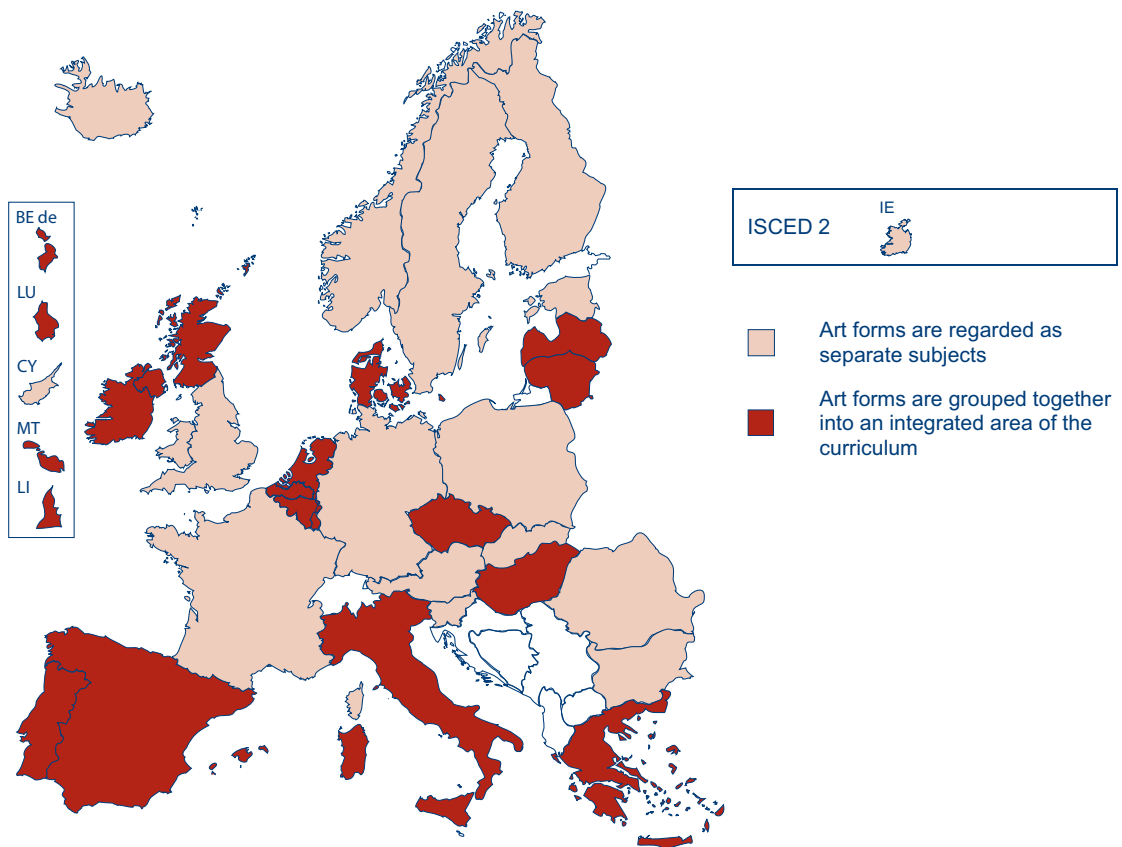 BE de
LU
CY
MT
LI
ISCED 2
IE
Art forms are regarded as
separate subjects
Art forms are grouped together
into an integrated area of the
curriculum